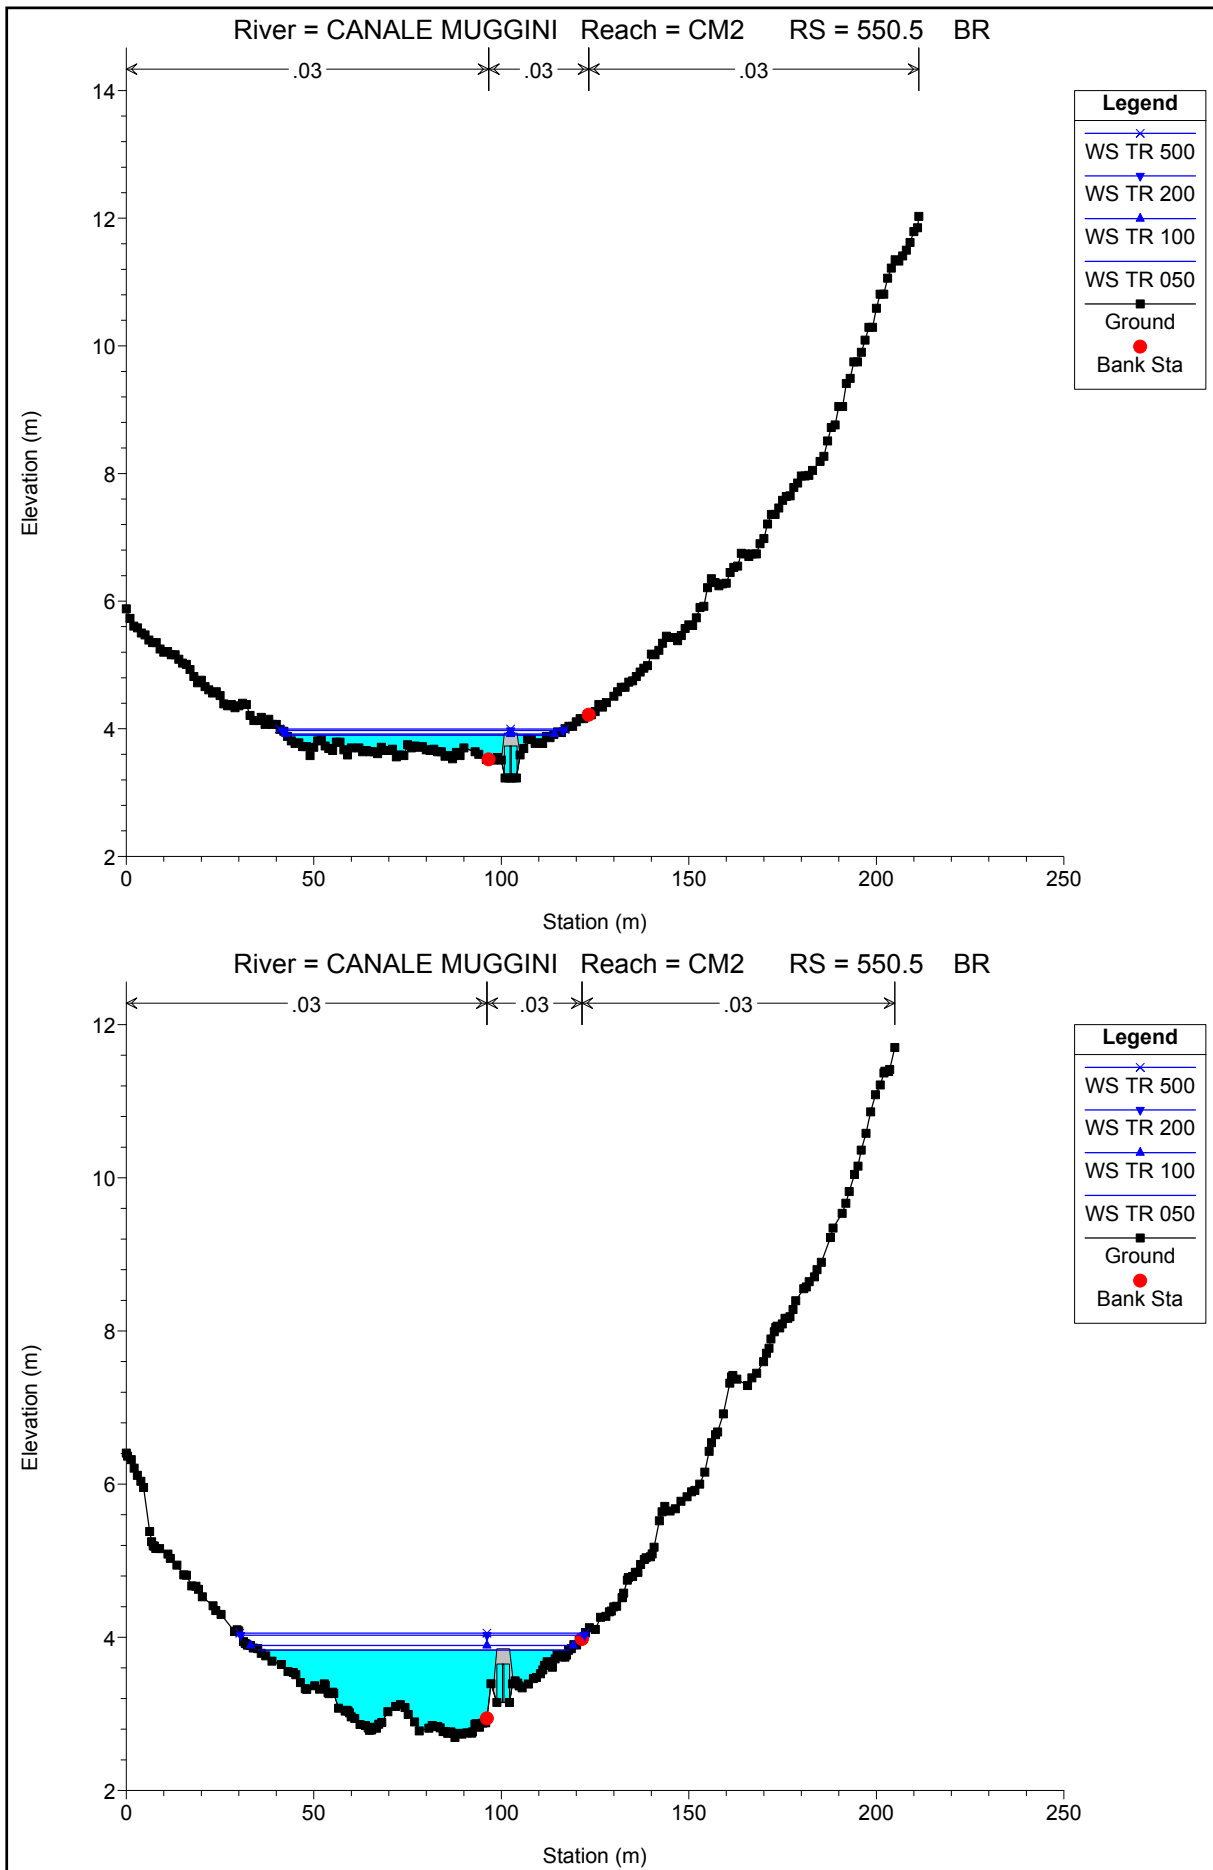 River = CANALE MUGGINI Reach = CM2 RS = 550.5 BR
.03 .03 .03
14
12
10
8
6
4
2
Elevation (m)
0 50 100 150 200 250
Station (m)
Legend
WS TR 500
WS TR 200
WS TR 100
WS TR 050
Ground
Bank Sta
River = CANALE MUGGINI Reach = CM2 RS = 550.5 BR
.03 .03 .03
12
10
8
6
4
2
Elevation (m)
0 50 100 150 200 250
Station (m)
Legend
WS TR 500
WS TR 200
WS TR 100
WS TR 050
Ground
Bank Sta